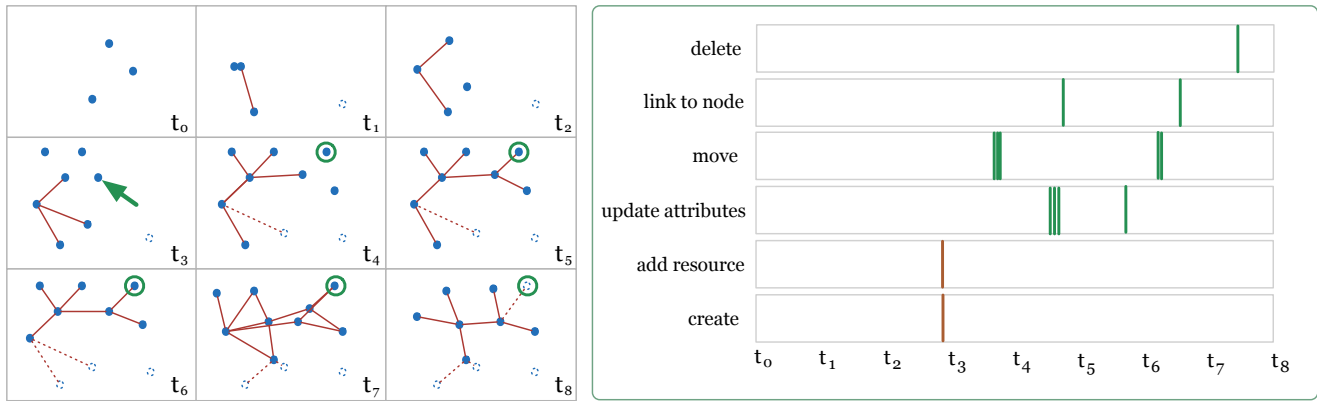 t₀
t₁
t₂
t₃
t₄
t₅
t₆
t₇
t₈
delete
link to node
move
update attributes
add resource
create
t₀ t₁ t₂ t₃ t₄ t₅ t₆ t₇ t₈